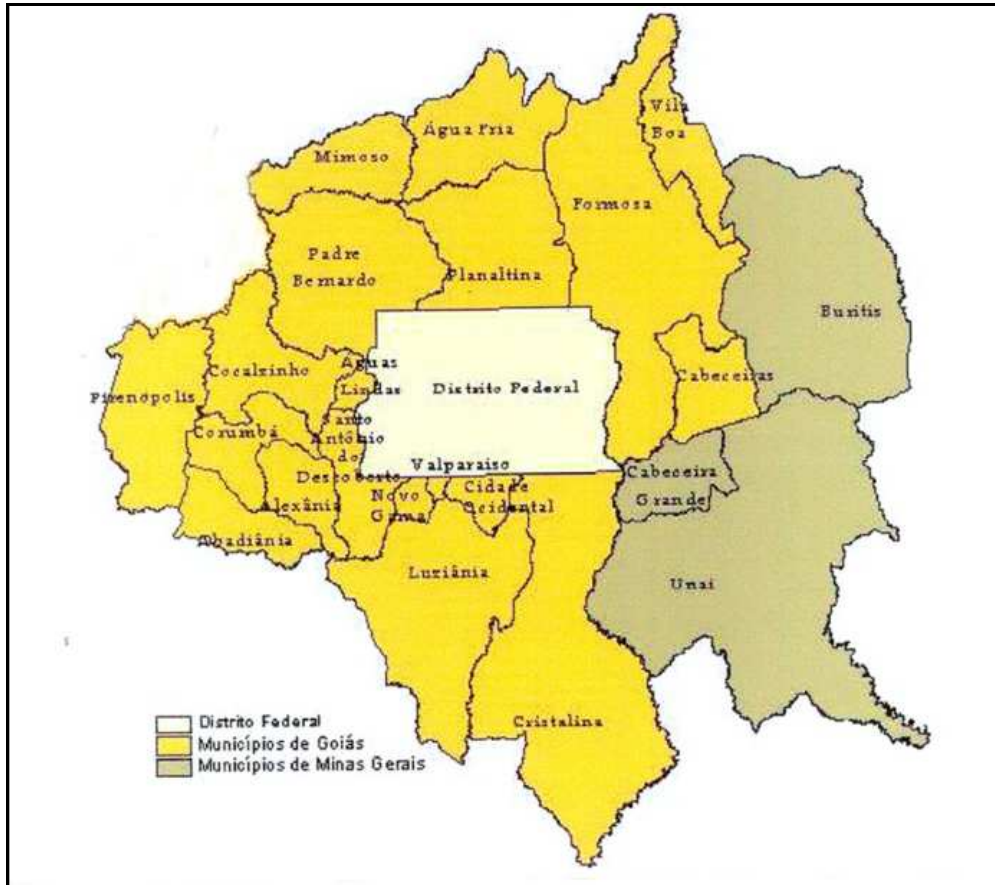 Vila
Boa
Água Fria
Mimoso
Formosa
Padre
Bernardo
Planaltina
Buritis
Águas
Lindas
Cocalzinho
Cabeceiras
Pirenópolis
Distrito Federal
Santo
Antônio
do
Descoberto
Corumbá
Valparaiso
Cabeceira
Grande
Novo
Gama
Cidade
Ocidental
Alexânia
Abadiânia
Luziânia
Unai
Cristalina
Distrito Federal
Municípios de Goiás
Municípios de Minas Gerais